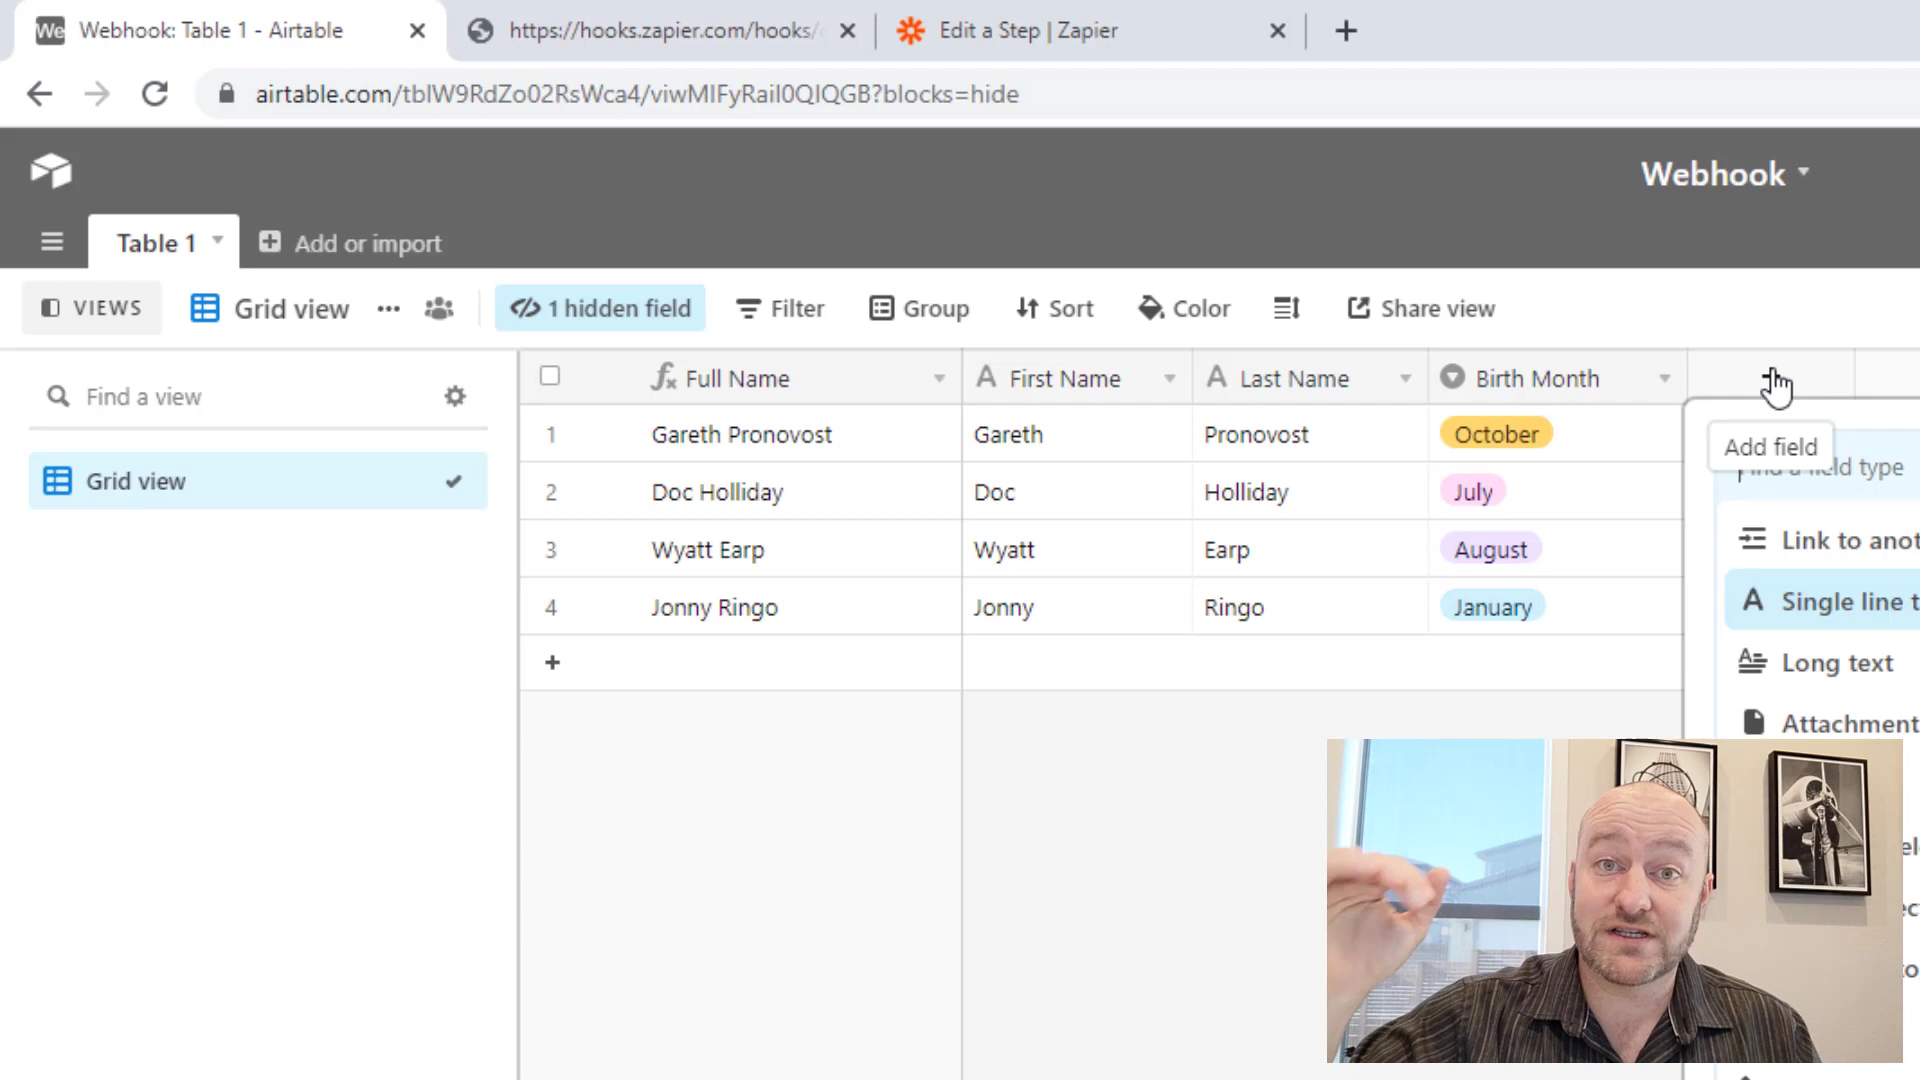 We Webhook: Table 1 - Airtable
https://hooks.zapier.com/hooks/
Edit a Step | Zapier
airtable.com/tblW9RdZo02RsWca4/viwMIFyRail0QIQGB?blocks=hide
Webhook
Table 1
Add or import
VIEWS
Grid view
1 hidden field
Filter
Group
Sort
Color
Share view
Find a view
Grid view
Full Name
First Name
Last Name
Birth Month
1 Gareth Pronovost Gareth Pronovost October
2 Doc Holliday Doc Holliday July
3 Wyatt Earp Wyatt Earp August
4 Jonny Ringo Jonny Ringo January
Add field
Find a field type
Link to anot
Single line t
Long text
Attachment